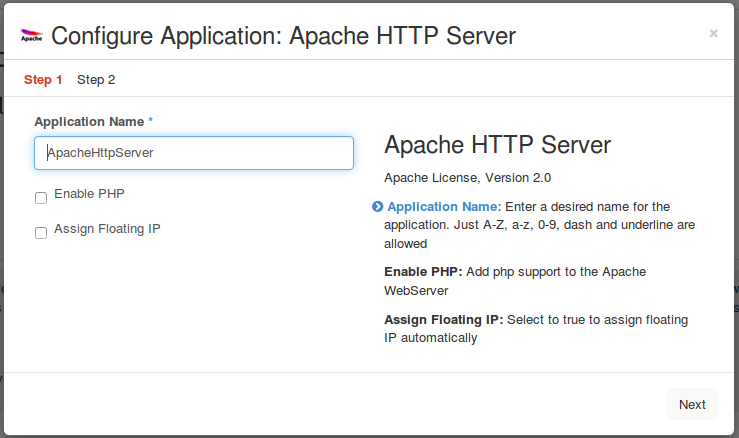 Apache
Configure Application: Apache HTTP Server
×
Step 1 Step 2
Application Name *
ApacheHttpServer
Enable PHP
Assign Floating IP
Apache HTTP Server
Apache License, Version 2.0
Application Name: Enter a desired name for the
application. Just A-Z, a-z, 0-9, dash and underline are
allowed
Enable PHP: Add php support to the Apache
WebServer
Assign Floating IP: Select to true to assign floating
IP automatically
Next